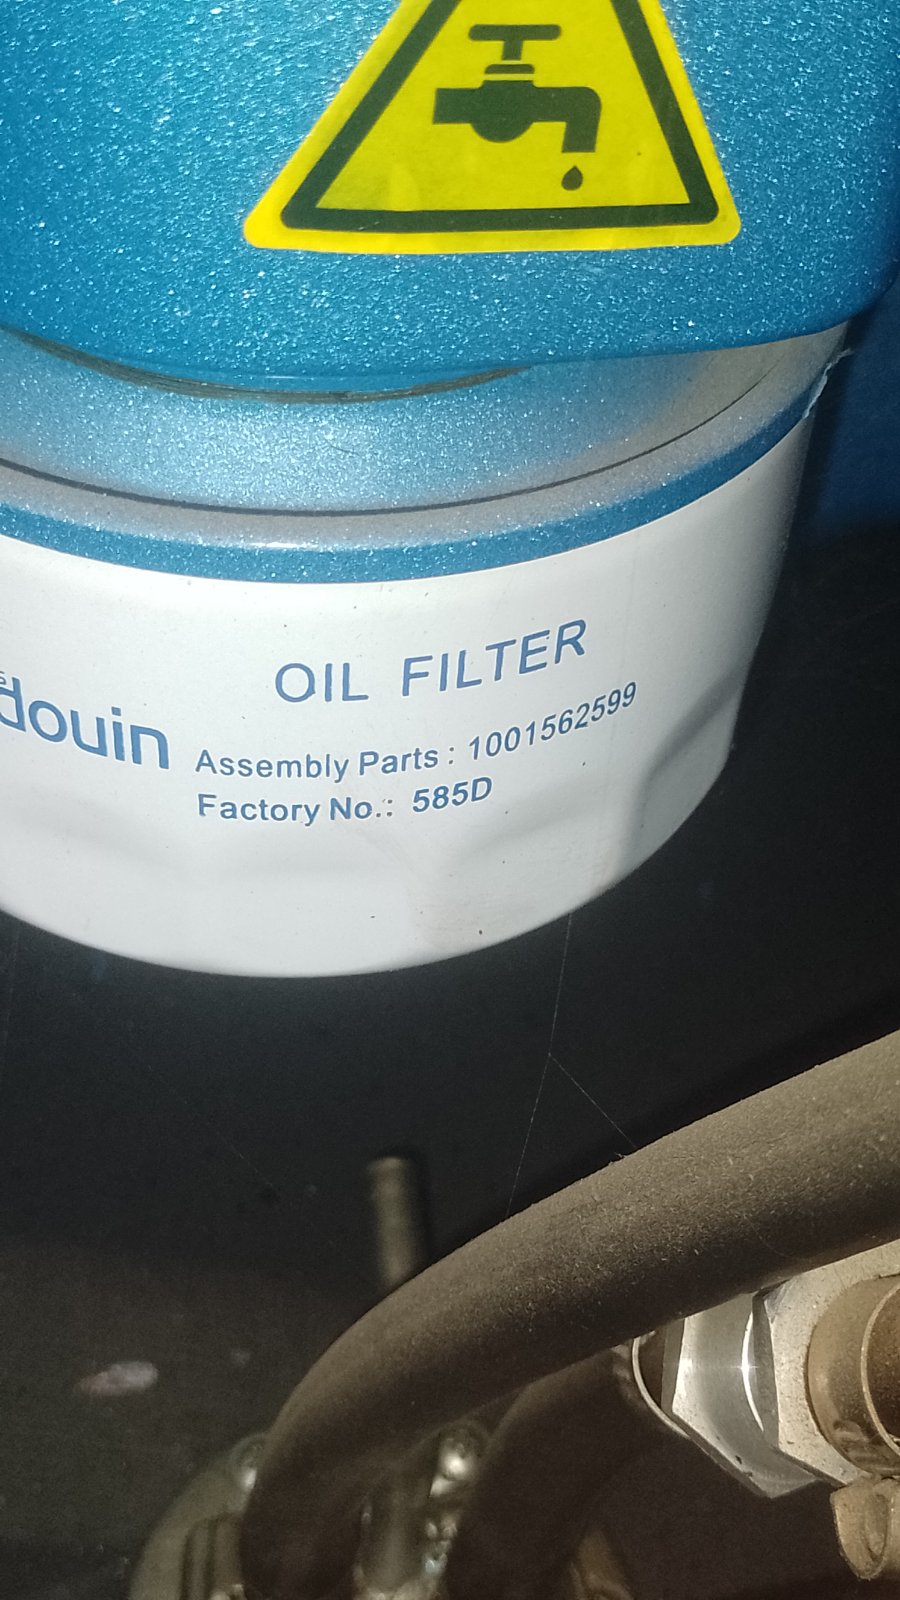 OIL FILTER
douin
Assembly Parts : 1001562599
Factory No.: 585D